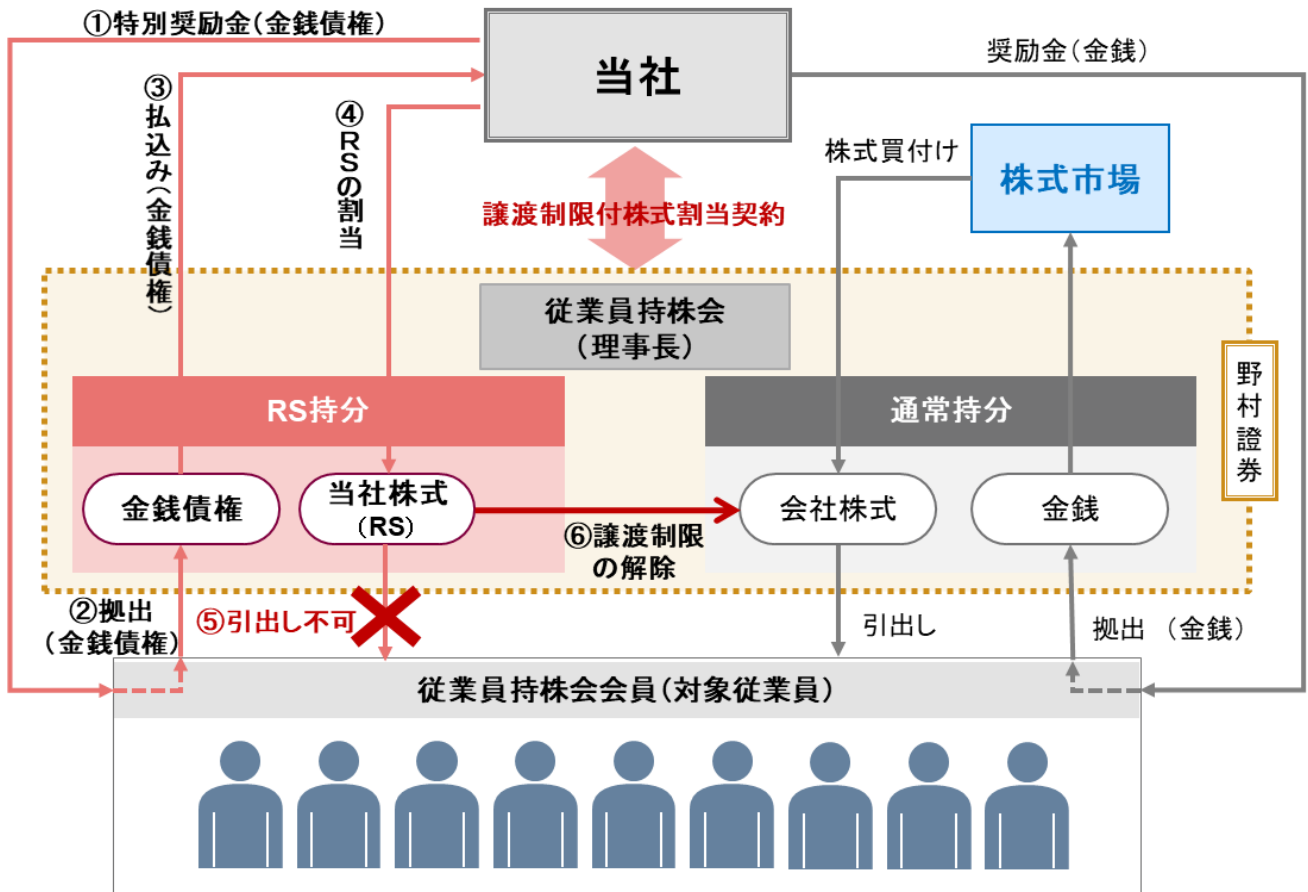 ①特別奨励金(金銭債権)
当社
奨励金(金銭)
③払込み(金銭債権)
④RSの割当
株式買付け
株式市場
譲渡制限付株式割当契約
従業員持株会
(理事長)
野村證券
RS持分
通常持分
金銭債権
当社株式
(RS)
会社株式
金銭
⑥譲渡制限
の解除
②拠出
(金銭債権)
⑤引出し不可
引出し
拠出 (金銭)
従業員持株会会員(対象従業員)